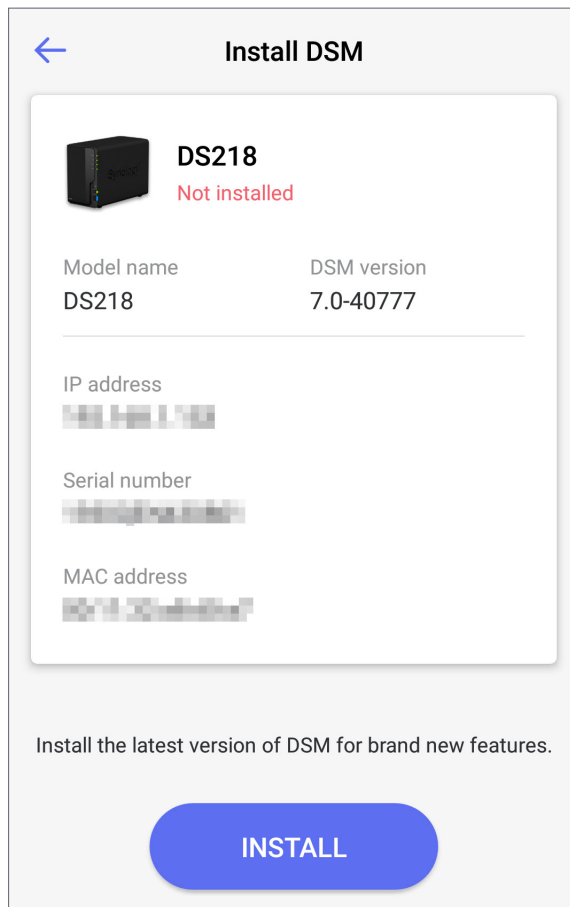 Install DSM
DS218
Not installed
Model name
DSM version
DS218
7.0-40777
IP address
Serial number
MAC address
Install the latest version of DSM for brand new features.
INSTALL